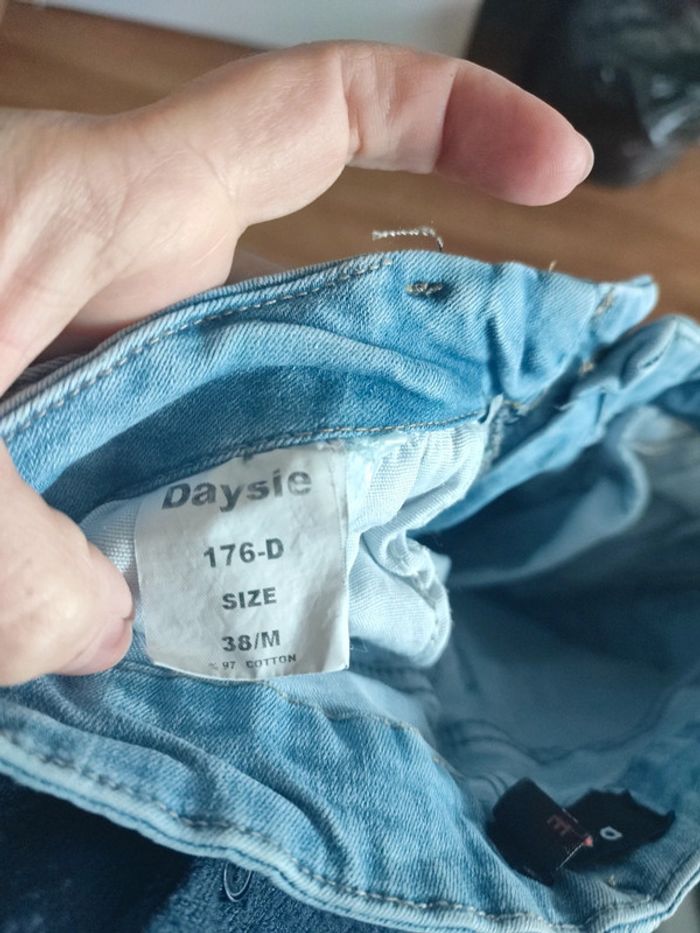 Daysie
176-D
SIZE
38/M
% 97 COTTON